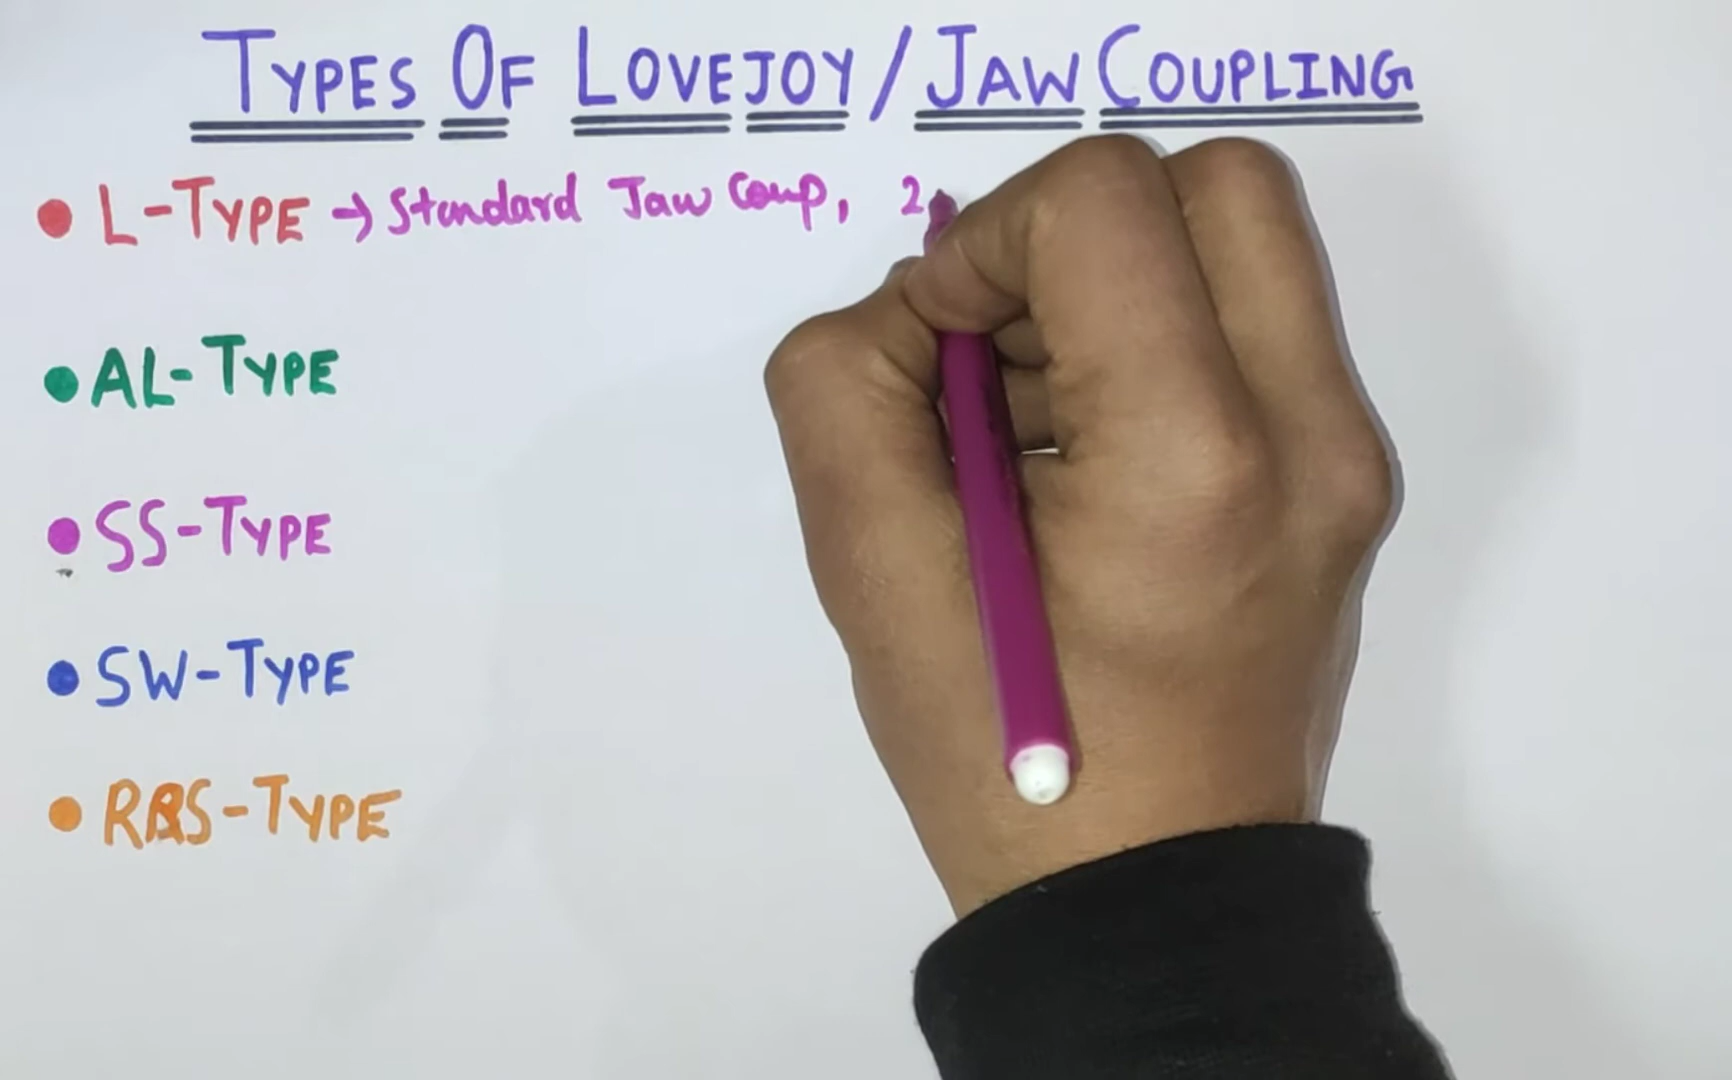 TYPES OF LOVEJOY / JAW COUPLING
• L-TYPE → Standard Jaw Coup, 2
• AL-TYPE
• SS-TYPE
• SW-TYPE
• RRS-TYPE